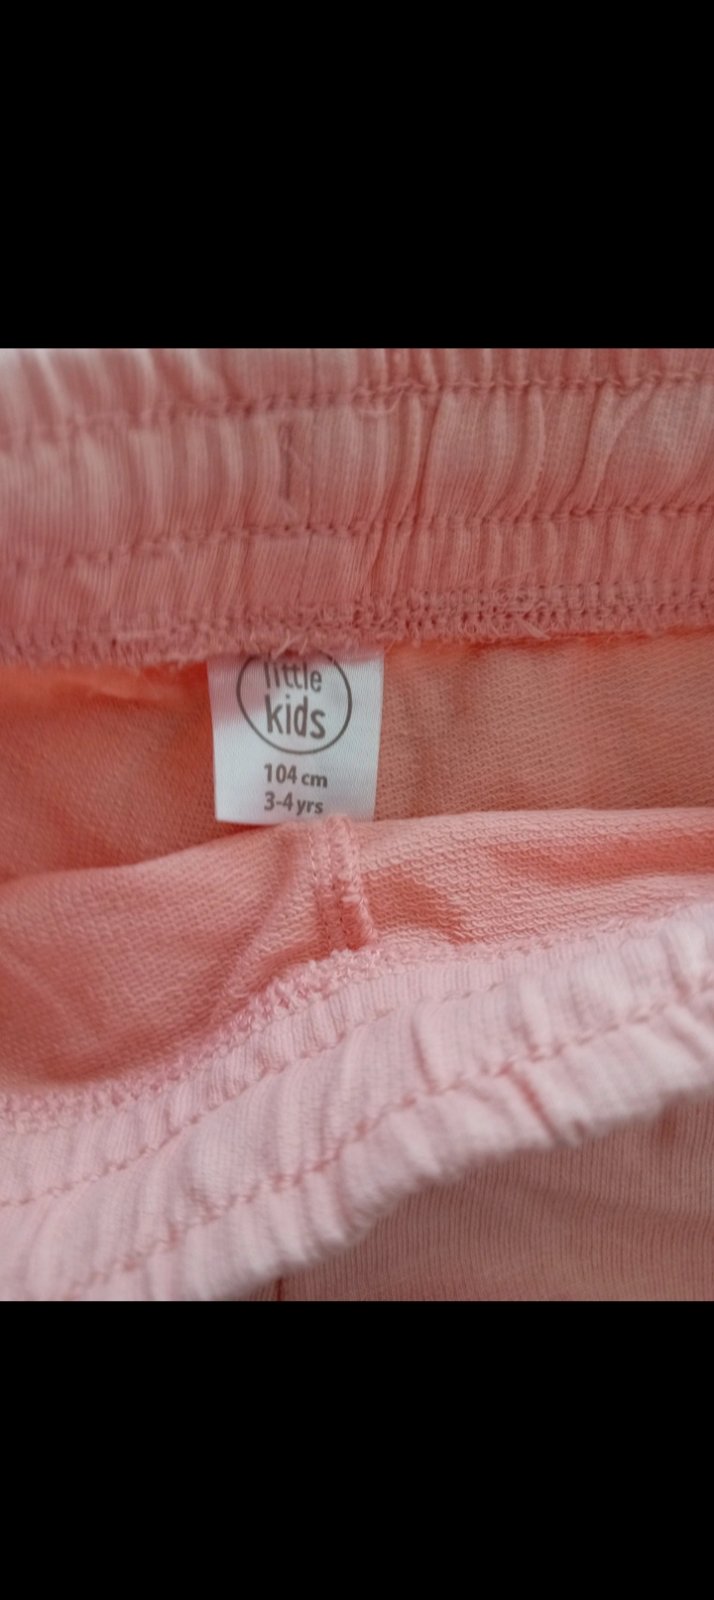 little
kids
104 cm
3-4 yrs